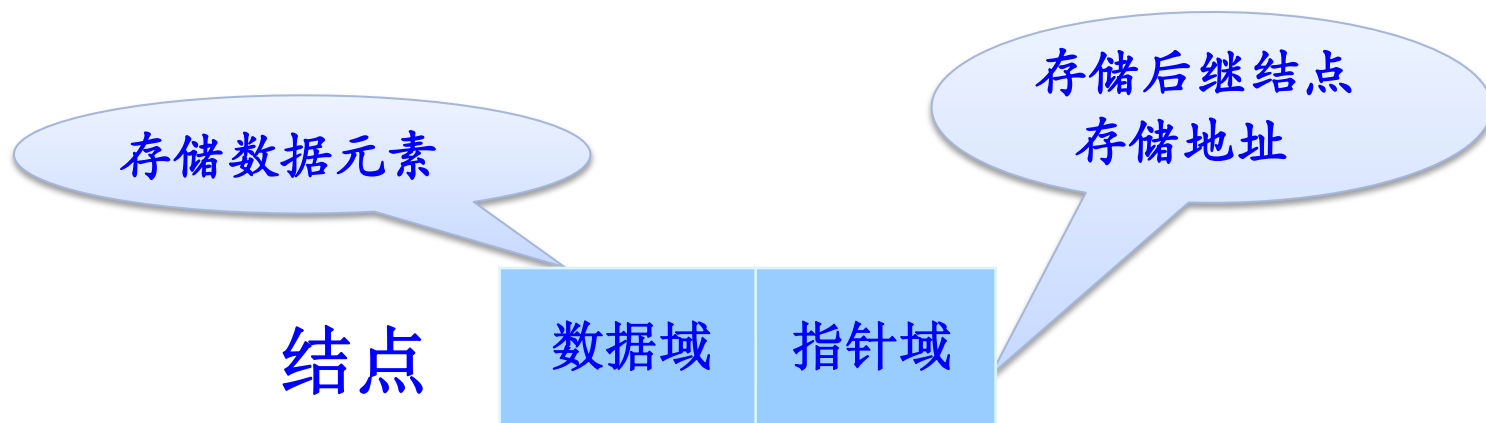 存储后继结点
存储地址
存储数据元素
结点
数据域
指针域